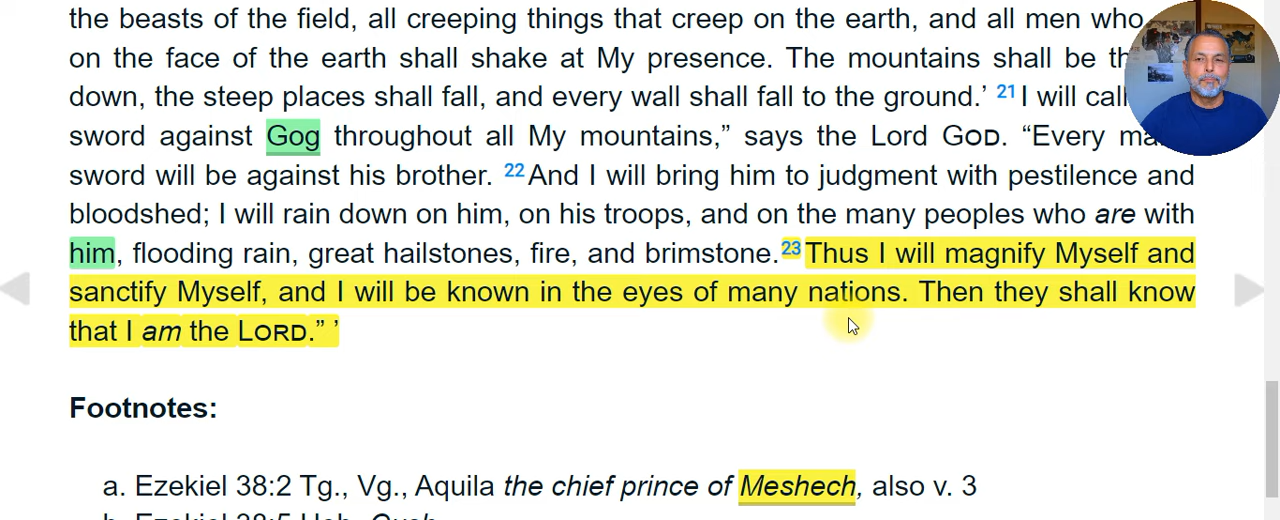 the beasts of the field, all creeping things that creep on the earth, and all men who
on the face of the earth shall shake at My presence. The mountains shall be
down, the steep places shall fall, and every wall shall fall to the ground.’ 21 I will
sword against Gog throughout all My mountains,” says the Lord GOD. “Every
sword will be against his brother. 22 And I will bring him to judgment with pestilence and
bloodshed; I will rain down on him, on his troops, and on the many peoples who are with
him, flooding rain, great hailstones, fire, and brimstone. 23 Thus I will magnify Myself and
sanctify Myself, and I will be known in the eyes of many nations. Then they shall know
that I am the LORD.” ’
Footnotes:
a. Ezekiel 38:2 Tg., Vg., Aquila the chief prince of Meshech, also v. 3